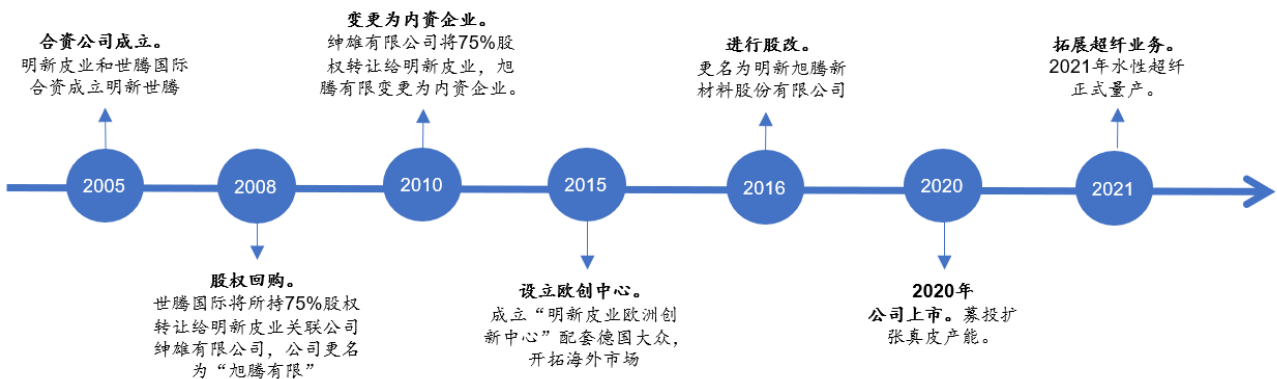 合资公司成立。
明新皮业和世腾国际
合资成立明新世腾
2005
2008
股权回购。
世腾国际将所持75%股权
转让给明新皮业关联公司
绅雄有限公司，公司更名
为“旭腾有限”
变更为内资企业。
绅雄有限公司将75%股
权转让给明新皮业，旭
腾有限变更为内资企业。
2010
2015
设立欧创中心。
成立“明新皮业欧洲创
新中心”配套德国大众，
开拓海外市场
进行股改。
更名为明新旭腾新
材料股份有限公司
2016
2020
2020年
公司上市。募投扩
张真皮产能。
拓展超纤业务。
2021年水性超纤
正式量产。
2021